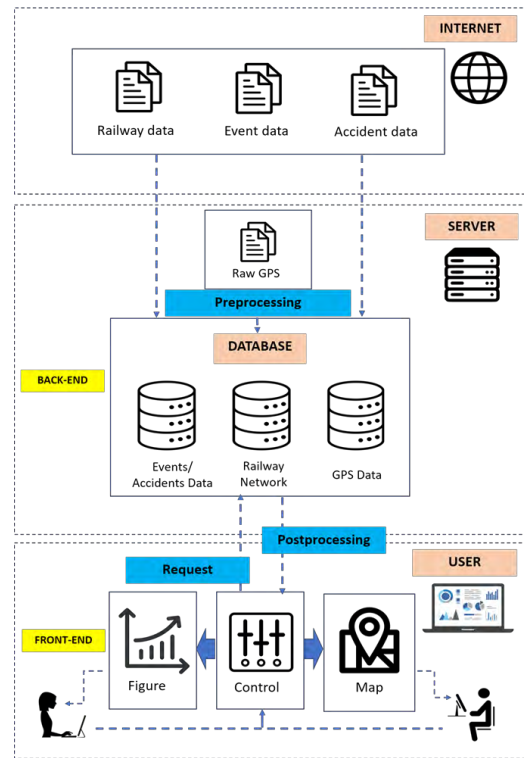 INTERNET
Railway data
Event data
Accident data
SERVER
Raw GPS
Preprocessing
DATABASE
BACK-END
Events/
Accidents Data
Railway
Network
GPS Data
Postprocessing
USER
Request
FRONT-END
Figure
Control
Map